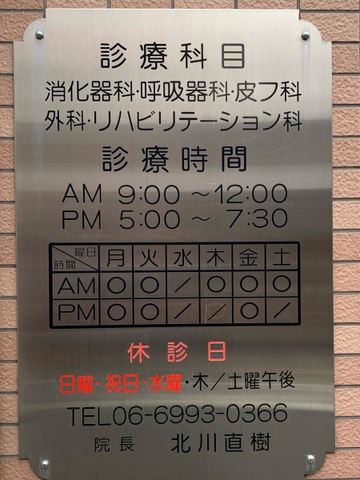 診療科目
消化器科・呼吸器科・皮フ科
外科・リハビリテーション科
診療時間
AM 9:00 〜 12:00
PM 5:00 〜 7:30
時間 曜日 月 火 水 木 金 土
AM ○ ○ / ○ ○ ○
PM ○ ○ / / ○ /
休診日
日曜・祝日・水曜・木/土曜午後
TEL06-6993-0366
院長 北川直樹